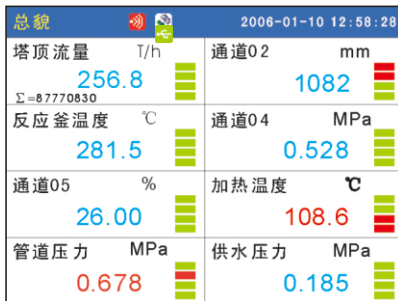 总貌 2006-01-10 12:58:28
塔顶流量 T/h 通道02 mm
256.8 1082
Σ=87770830
反应釜温度 ℃ 通道04 MPa
281.5 0.528
通道05 % 加热温度 ℃
26.00 108.6
管道压力 MPa 供水压力 MPa
0.678 0.185